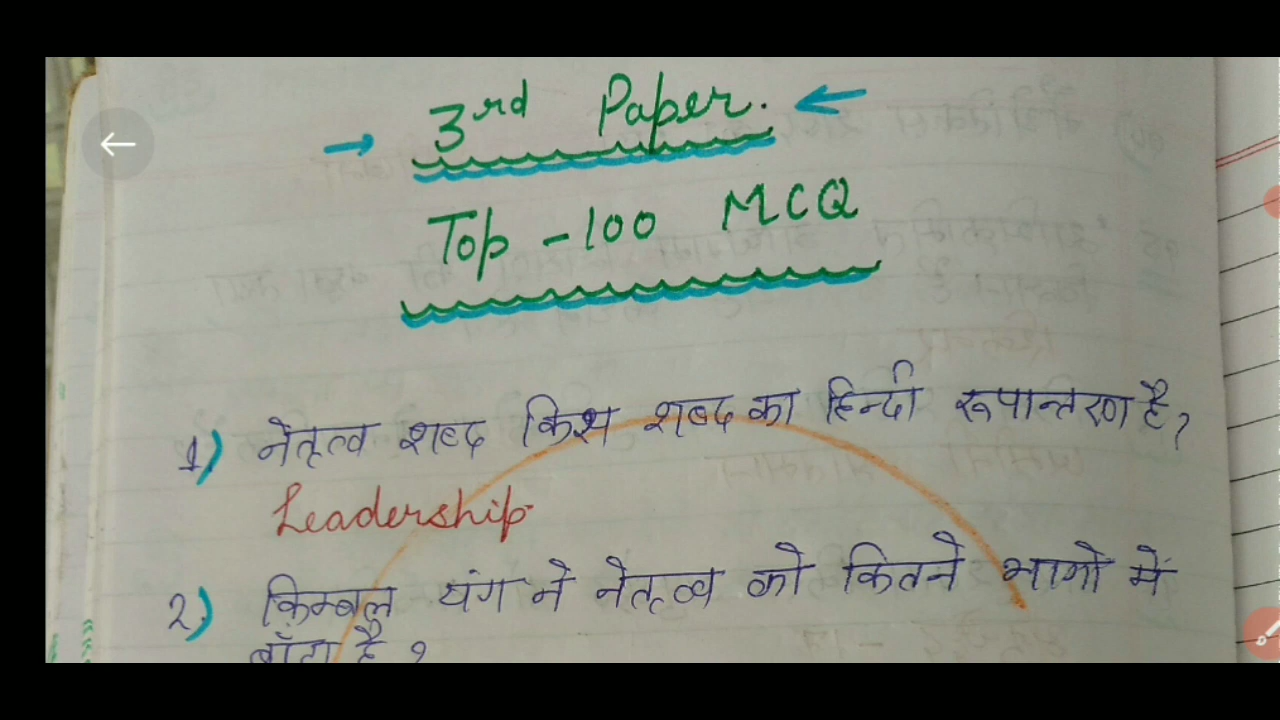 3rd Paper.
Top - 100 MCQ
1) नेतृत्व शब्द किस शब्द का हिन्दी रूपान्तरण है?
Leadership.
2) किम्बल यंग ने नेतृत्व को कितने भागो में
बाँटा है ?